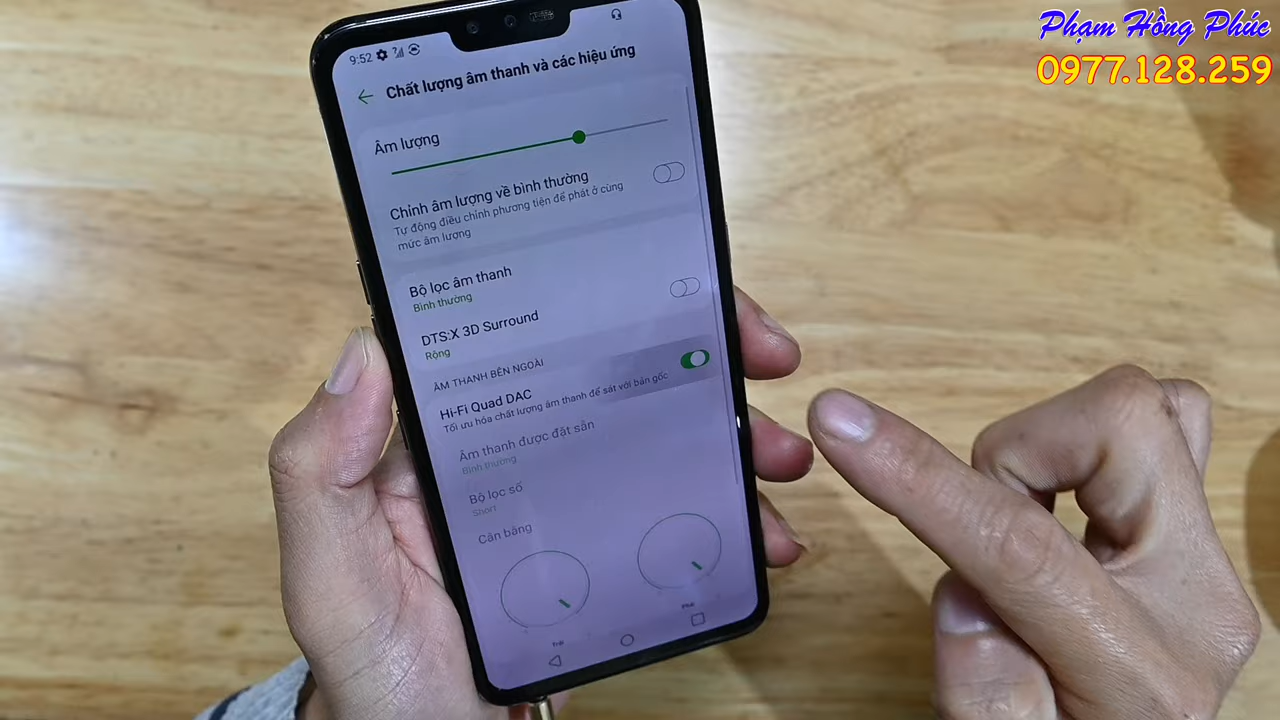 Phạm Hồng Phúc
0977.128.259
9:52
Chất lượng âm thanh và các hiệu ứng
Âm lượng
Chỉnh âm lượng về bình thường
Tự động điều chỉnh phương tiện để phát ở cùng
mức âm lượng
Bộ lọc âm thanh
Bình thường
DTS:X 3D Surround
Rộng
ÂM THANH BÊN NGOÀI
Hi-Fi Quad DAC
Tối ưu hóa chất lượng âm thanh để sát với bản gốc
Âm thanh được đặt sẵn
Bình thường
Bộ lọc số
Short
Cân bằng
Trái
Phải